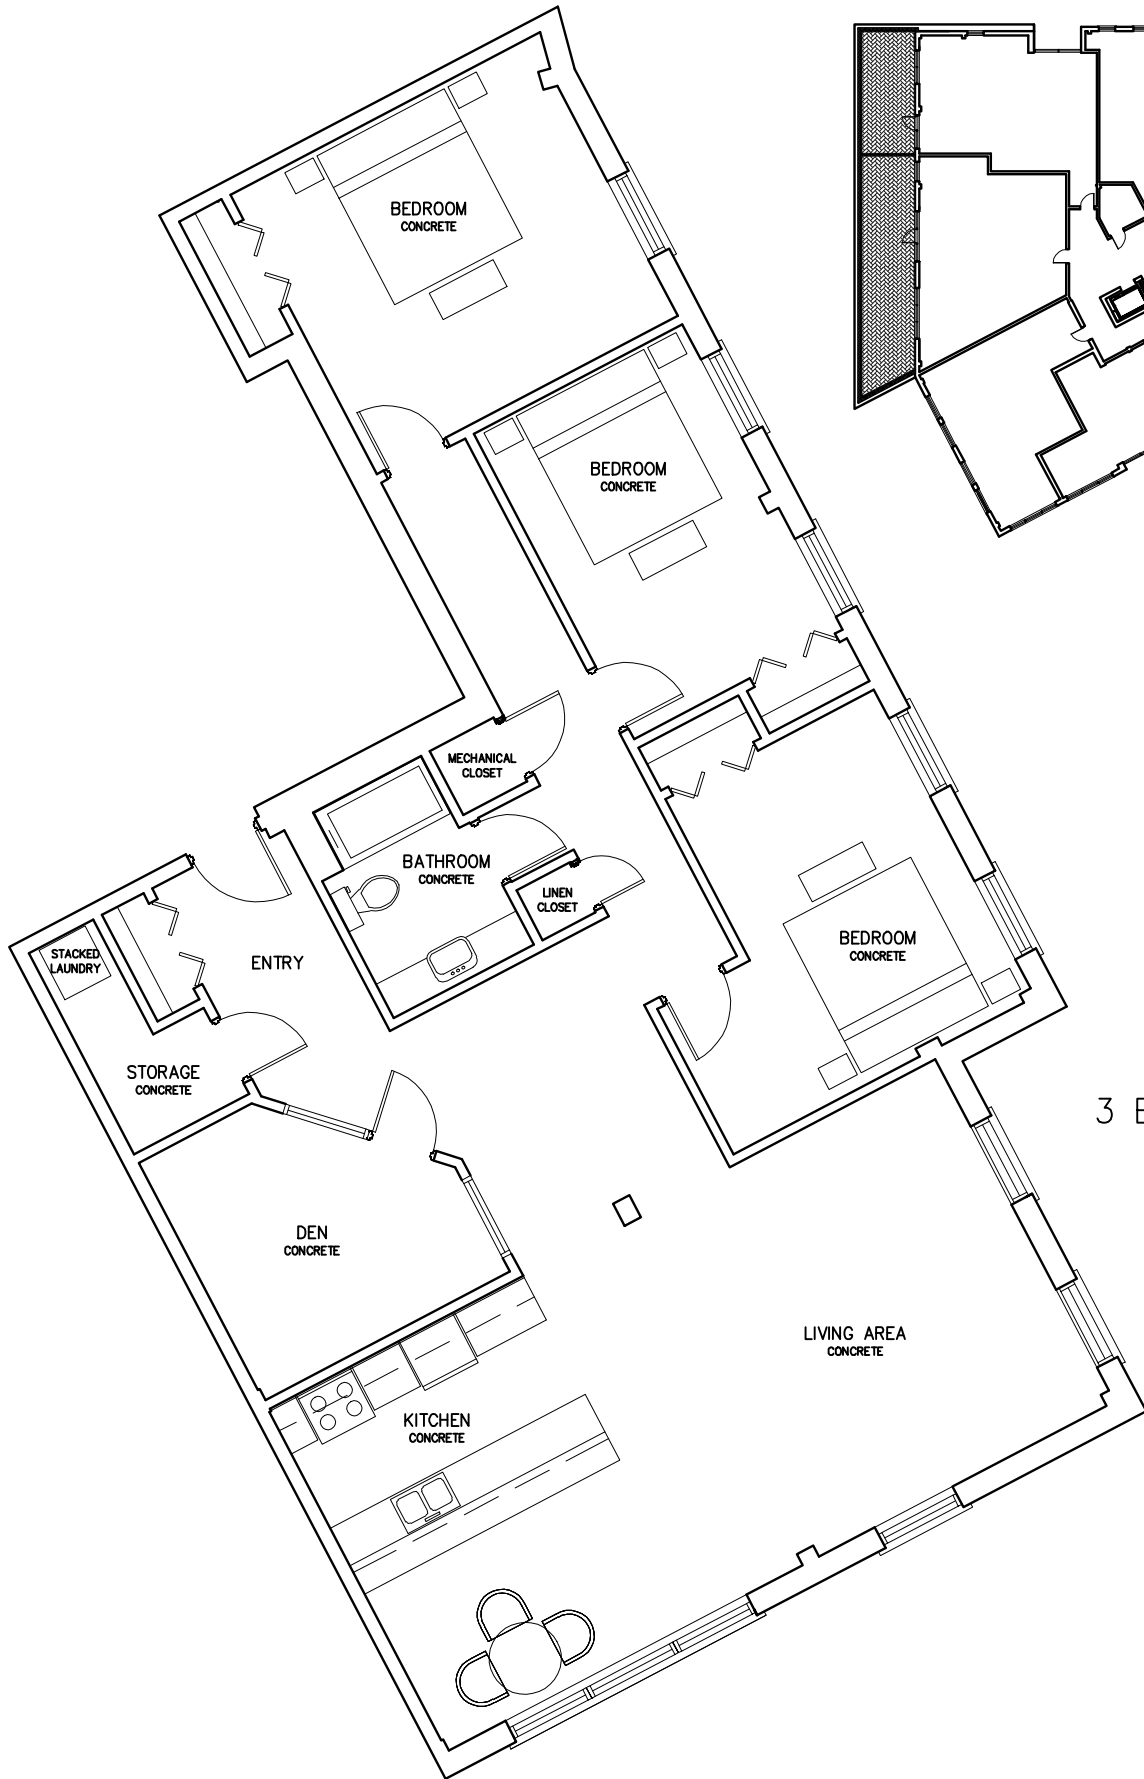 BEDROOM
CONCRETE
BEDROOM
CONCRETE
MECHANICAL
CLOSET
BATHROOM
CONCRETE
LINEN
CLOSET
BEDROOM
CONCRETE
STACKED
LAUNDRY
ENTRY
STORAGE
CONCRETE
3
DEN
CONCRETE
LIVING AREA
CONCRETE
KITCHEN
CONCRETE